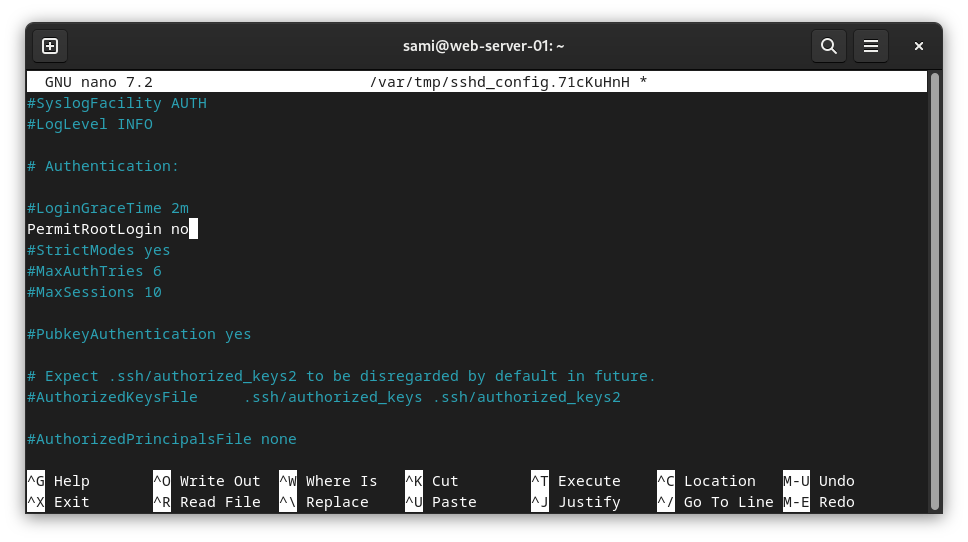 sami@web-server-01: ~
GNU nano 7.2 /var/tmp/sshd_config.71cKuHnH *
#SyslogFacility AUTH
#LogLevel INFO
# Authentication:
#LoginGraceTime 2m
PermitRootLogin no
#StrictModes yes
#MaxAuthTries 6
#MaxSessions 10
#PubkeyAuthentication yes
# Expect .ssh/authorized_keys2 to be disregarded by default in future.
#AuthorizedKeysFile     .ssh/authorized_keys .ssh/authorized_keys2
#AuthorizedPrincipalsFile none
^G Help ^O Write Out ^W Where Is ^K Cut ^T Execute ^C Location M-U Undo
^X Exit ^R Read File ^\ Replace ^U Paste ^J Justify ^/ Go To Line M-E Redo